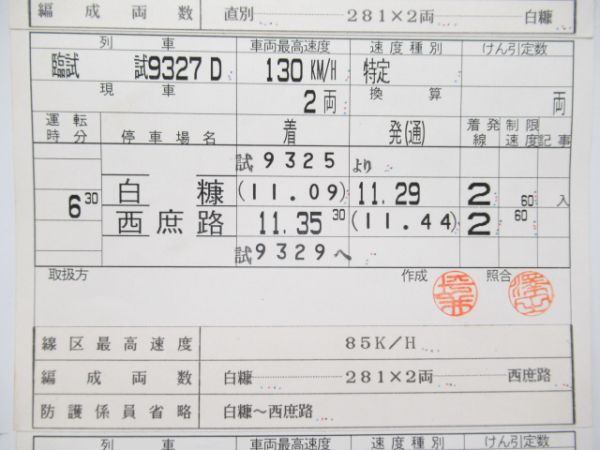 編成両数 直別 281×2両 白糠
列車 車両最高速度 速度種別 けん引定数
臨試 試9327D 130KM/H 特定
現車 2両 換算 両
運転時分 停車場名 着 発(通) 着発線 制限速度 記事
試9325より
6 30 白糠 (11.09) 11.29 2 60 入
西庶路 11.35 30 (11.44) 2 60
試9329へ
取扱方 作成 照合
線区最高速度 85K/H
編成両数 白糠 281×2両 西庶路
防護係員省略 白糠～西庶路
列車 車両最高速度 速度種別 けん引定数